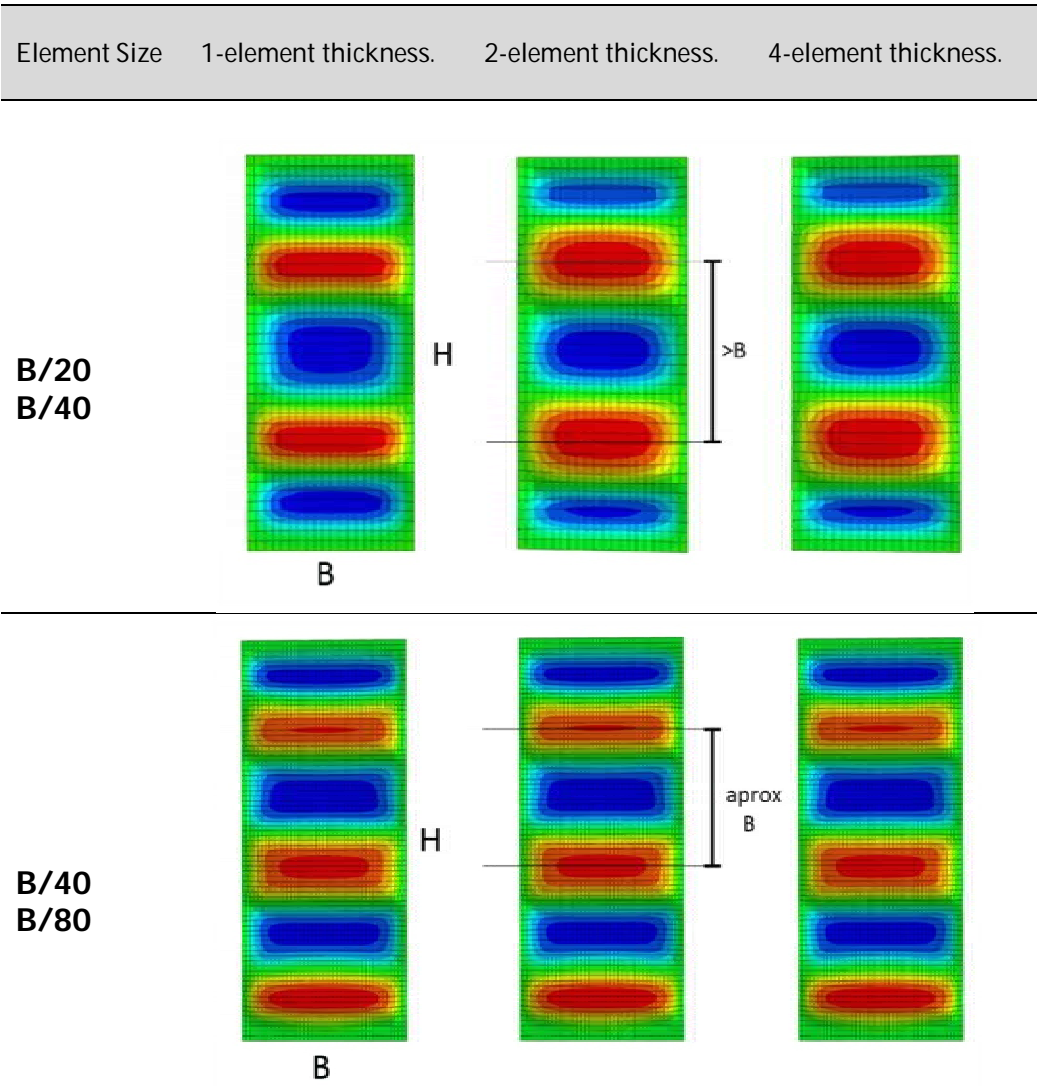 Element Size 1-element thickness. 2-element thickness. 4-element thickness.
B/20
B/40
H
>B
B
B/40
B/80
H
aprox
B
B